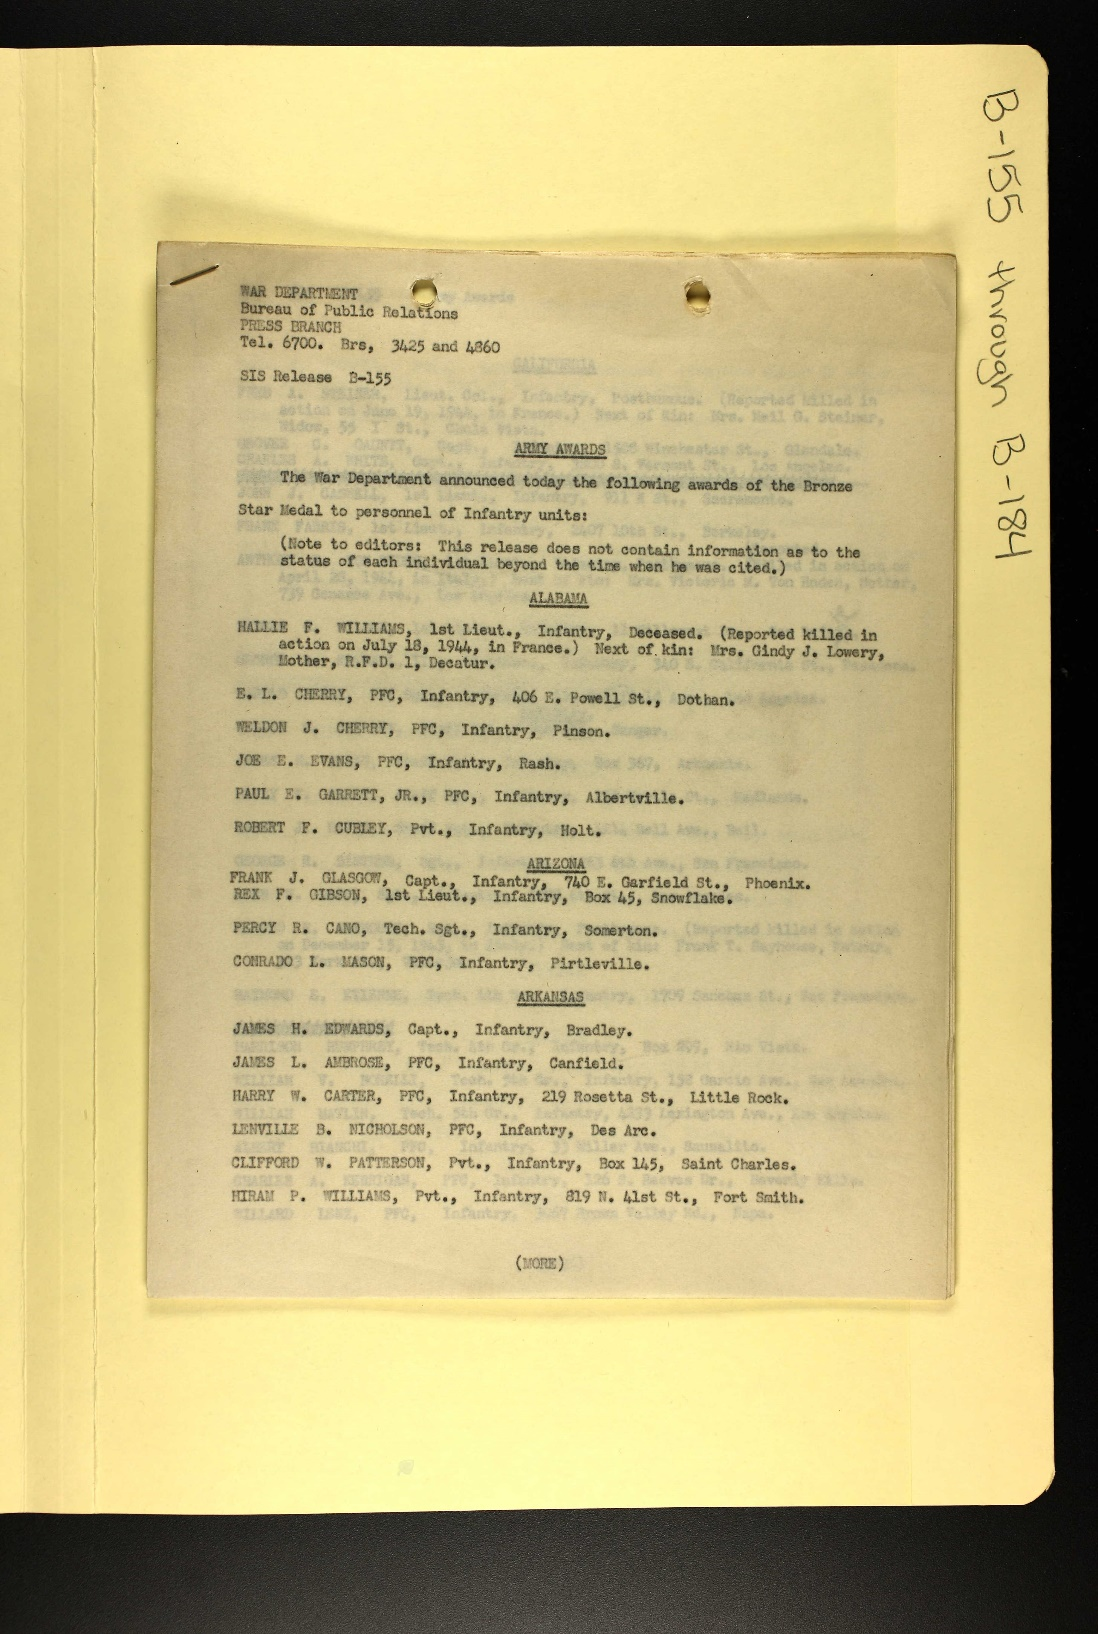 B-155 through B-184
WAR DEPARTMENT
Bureau of Public Relations
PRESS BRANCH
Tel. 6700. Brs, 3425 and 4860
SIS Release B-155
ARMY AWARDS
The War Department announced today the following awards of the Bronze
Star Medal to personnel of Infantry units:
(Note to editors: This release does not contain information as to the
status of each individual beyond the time when he was cited.)
ALABAMA
HALLIE F. WILLIAMS, 1st Lieut., Infantry, Deceased. (Reported killed in
action on July 18, 1944, in France.) Next of kin: Mrs. Cindy J. Lowery,
Mother, R.F.D. 1, Decatur.
E. L. CHERRY, PFC, Infantry, 406 E. Powell St., Dothan.
WELDON J. CHERRY, PFC, Infantry, Pinson.
JOE E. EVANS, PFC, Infantry, Rash.
PAUL E. GARRETT, JR., PFC, Infantry, Albertville.
ROBERT F. CUBLEY, Pvt., Infantry, Holt.
ARIZONA
FRANK J. GLASGOW, Capt., Infantry, 740 E. Garfield St., Phoenix.
REX F. GIBSON, 1st Lieut., Infantry, Box 45, Snowflake.
PERCY R. CANO, Tech. Sgt., Infantry, Somerton.
CONRADO L. MASON, PFC, Infantry, Pirtleville.
ARKANSAS
JAMES H. EDWARDS, Capt., Infantry, Bradley.
JAMES L. AMBROSE, PFC, Infantry, Canfield.
HARRY W. CARTER, PFC, Infantry, 219 Rosetta St., Little Rock.
LENVILLE B. NICHOLSON, PFC, Infantry, Des Arc.
CLIFFORD W. PATTERSON, Pvt., Infantry, Box 145, Saint Charles.
HIRAM P. WILLIAMS, Pvt., Infantry, 819 N. 41st St., Fort Smith.
(MORE)